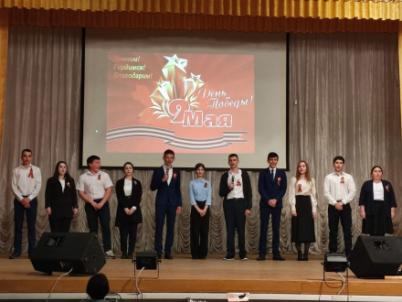 Помним!
Гордимся!
Благодарим!
День
Победы!
9 Мая